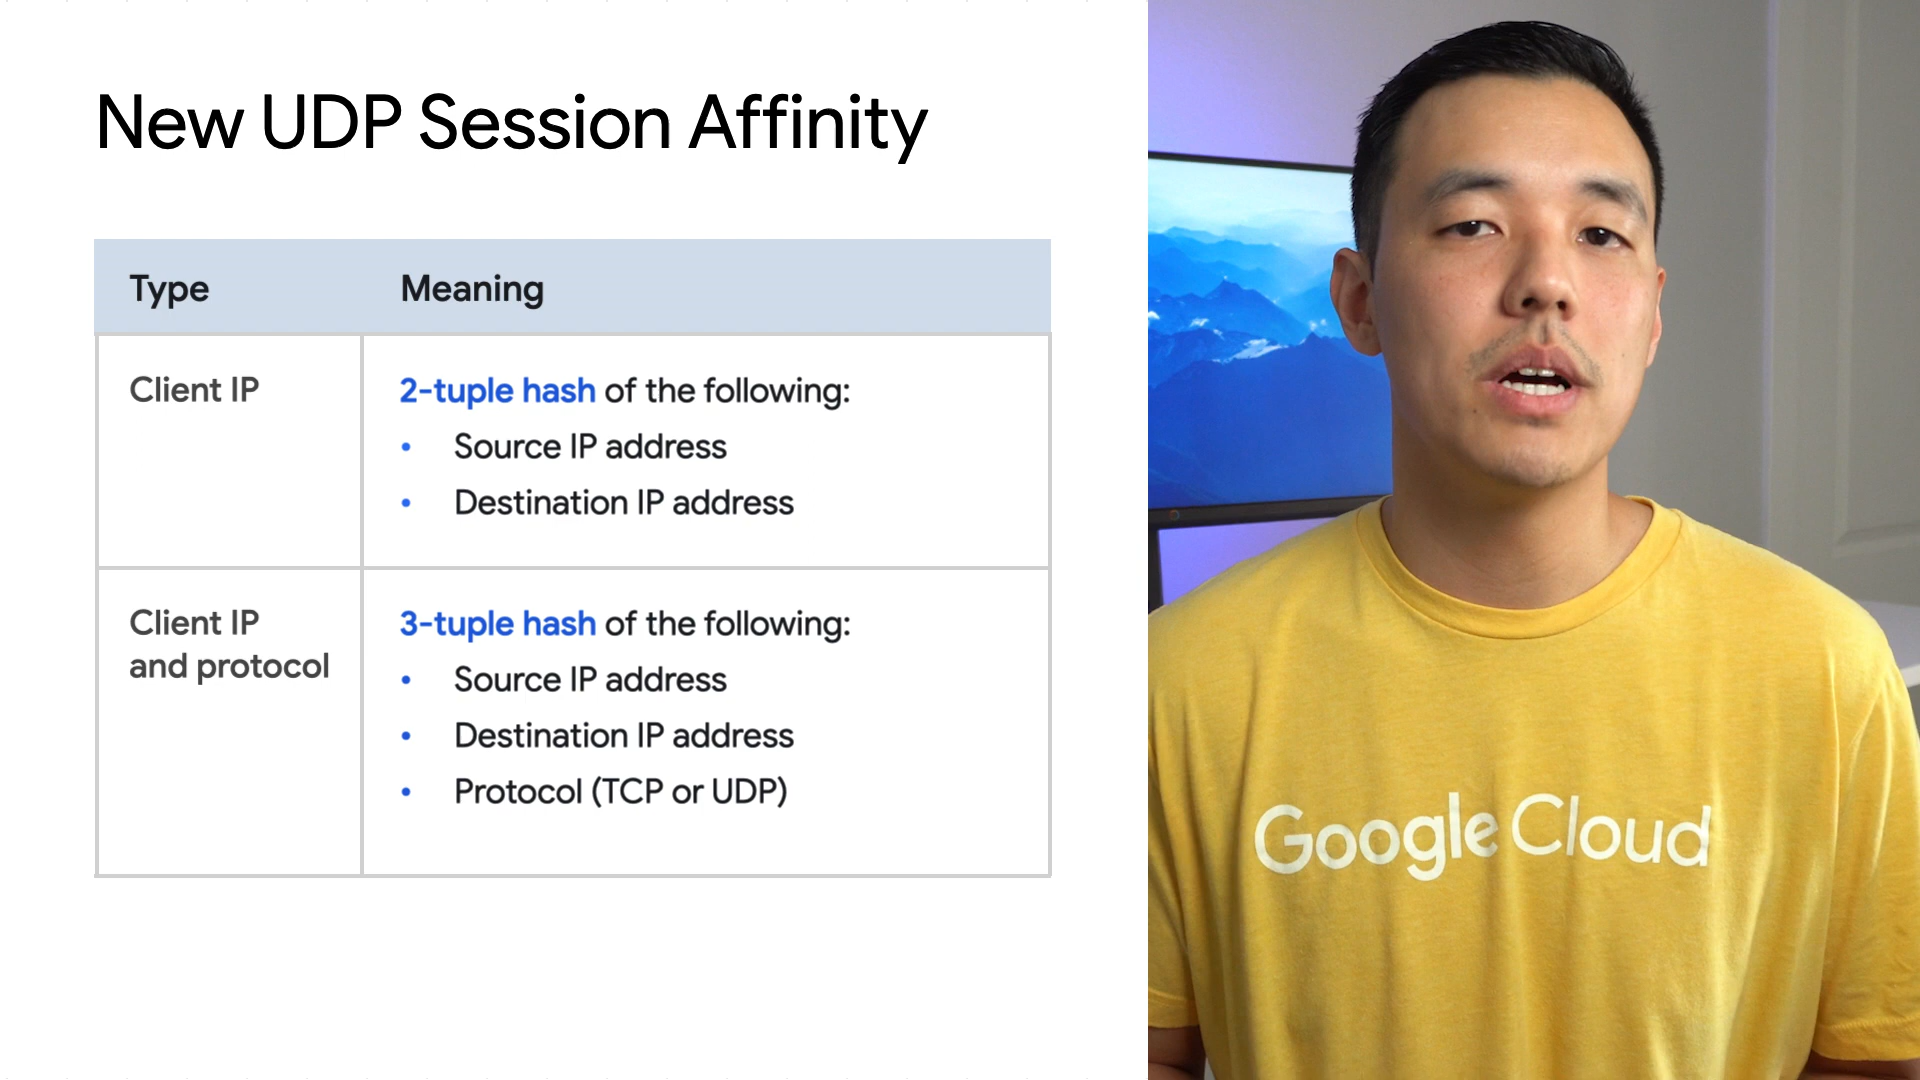 New UDP Session Affinity
Type Meaning
Client IP
2-tuple hash of the following:
• Source IP address
• Destination IP address
Client IP
and protocol
3-tuple hash of the following:
• Source IP address
• Destination IP address
• Protocol (TCP or UDP)
Google Cloud